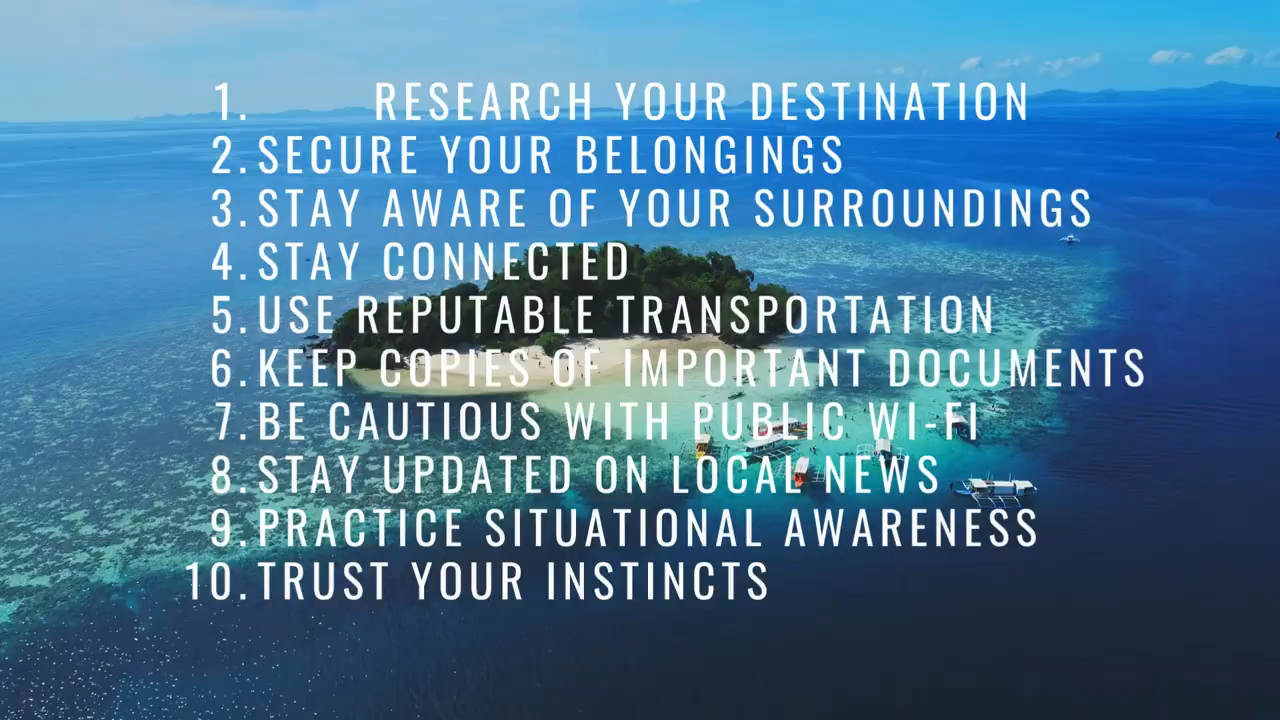 1. RESEARCH YOUR DESTINATION
2. SECURE YOUR BELONGINGS
3. STAY AWARE OF YOUR SURROUNDINGS
4. STAY CONNECTED
5. USE REPUTABLE TRANSPORTATION
6. KEEP COPIES OF IMPORTANT DOCUMENTS
7. BE CAUTIOUS WITH PUBLIC WI-FI
8. STAY UPDATED ON LOCAL NEWS
9. PRACTICE SITUATIONAL AWARENESS
10. TRUST YOUR INSTINCTS